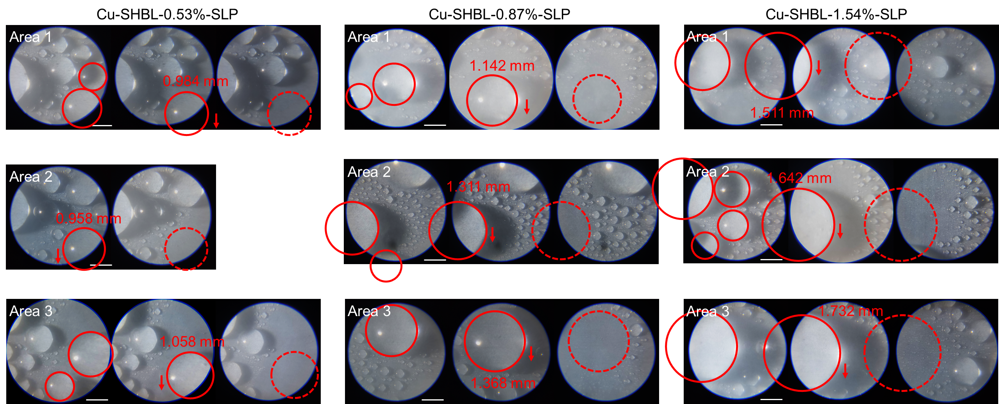 Cu-SHBL-0.53%-SLP
Cu-SHBL-0.87%-SLP
Cu-SHBL-1.54%-SLP
Area 1
0.984 mm
Area 1
1.142 mm
Area 1
1.511 mm
Area 2
0.958 mm
Area 2
1.311 mm
Area 2
1.642 mm
Area 3
1.058 mm
Area 3
1.368 mm
Area 3
1.732 mm